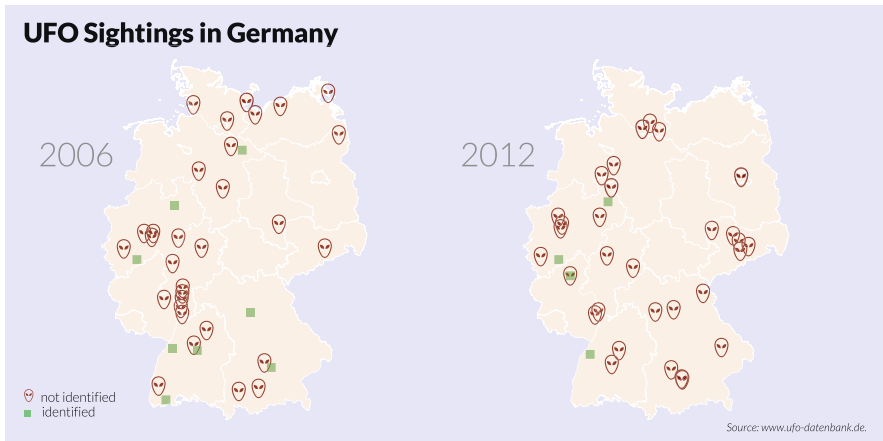 UFO Sightings in Germany
2006
2012
not identified
identified
Source: www.ufo-datenbank.de.